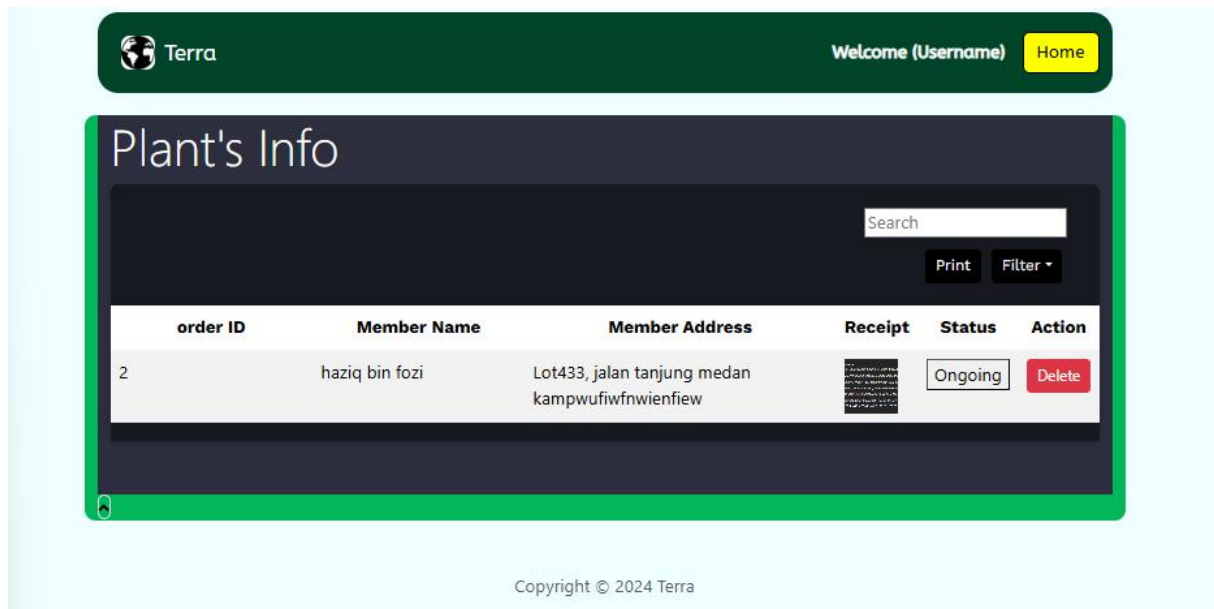 Terra
Welcome (Username)
Home
Plant's Info
Search
Print
Filter
order ID
Member Name
Member Address
Receipt
Status
Action
2
haziq bin fozi
Lot433, jalan tanjung medan
kampwufiwfnwienfiew
Ongoing
Delete
Copyright © 2024 Terra